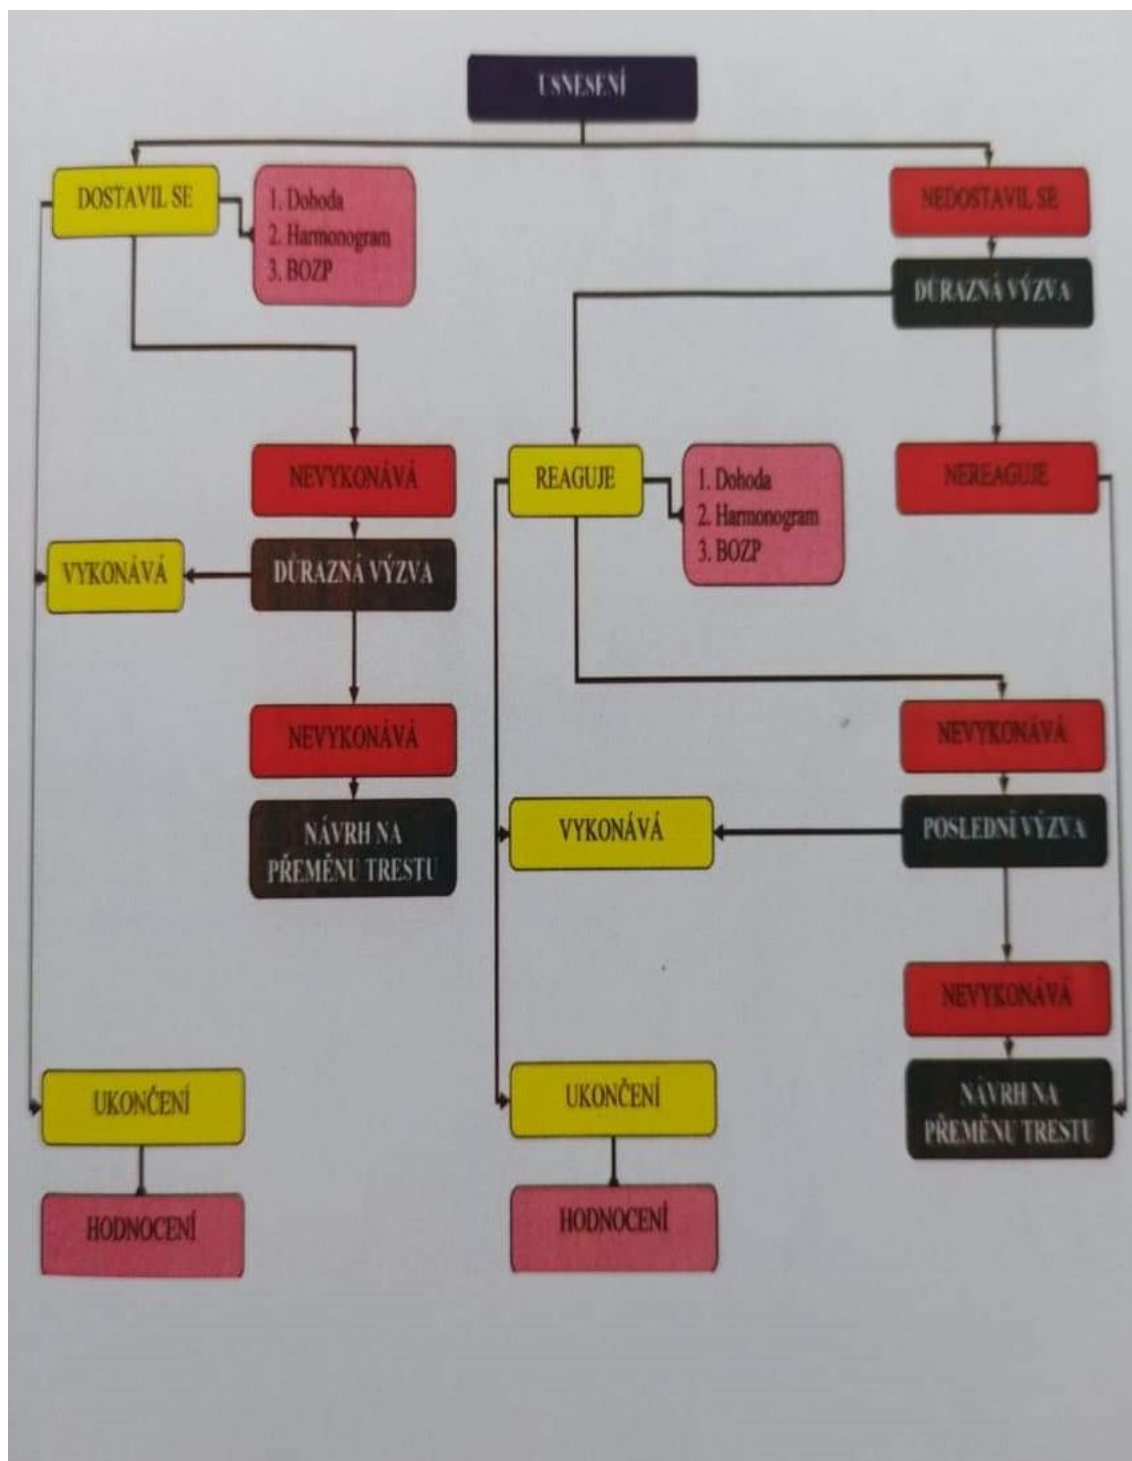 USNESENÍ
DOSTAVIL SE
1. Dohoda
2. Harmonogram
3. BOZP
NEDOSTAVIL SE
DŮRAZNÁ VÝZVA
NEVYKONÁVÁ
REAGUJE
1. Dohoda
2. Harmonogram
3. BOZP
NEREAGUJE
VYKONÁVÁ
DŮRAZNÁ VÝZVA
NEVYKONÁVÁ
NEVYKONÁVÁ
NÁVRH NA
PŘEMĚNU TRESTU
VYKONÁVÁ
POSLEDNÍ VÝZVA
NEVYKONÁVÁ
UKONČENÍ
UKONČENÍ
NÁVRH NA
PŘEMĚNU TRESTU
HODNOCENÍ
HODNOCENÍ